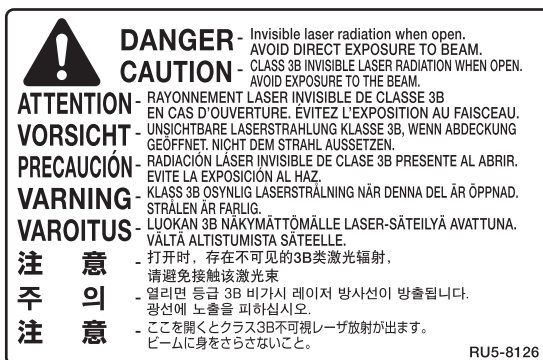 DANGER - Invisible laser radiation when open.
AVOID DIRECT EXPOSURE TO BEAM.
CAUTION - CLASS 3B INVISIBLE LASER RADIATION WHEN OPEN.
AVOID EXPOSURE TO THE BEAM.
ATTENTION - RAYONNEMENT LASER INVISIBLE DE CLASSE 3B
EN CAS D'OUVERTURE. ÉVITEZ L'EXPOSITION AU FAISCEAU.
VORSICHT - UNSICHTBARE LASERSTRAHLUNG KLASSE 3B, WENN ABDECKUNG
GEÖFFNET. NICHT DEM STRAHL AUSSETZEN.
PRECAUCIÓN - RADIACIÓN LÁSER INVISIBLE DE CLASE 3B PRESENTE AL ABRIR.
EVITE LA EXPOSICIÓN AL HAZ.
VARNING - KLASS 3B OSYNLIG LASERSTRÅLNING NÄR DENNA DEL ÄR ÖPPNAD.
STRÅLEN ÄR FARLIG.
VAROITUS - LUOKAN 3B NÄKYMÄTTÖMÄLLE LASER-SÄTEILYÄ AVATTUNA.
VÄLTÄ ALTISTUMISTA SÄTEELLE.
注 意 - 打开时，存在不可见的3B类激光辐射，
请避免接触该激光束
주 의 - 열리면 등급 3B 비가시 레이저 방사선이 방출됩니다.
광선에 노출을 피하십시오.
注 意 - ここを開くとクラス3B不可視レーザ放射が出ます。
ビームに身をさらさないこと。
RU5-8126